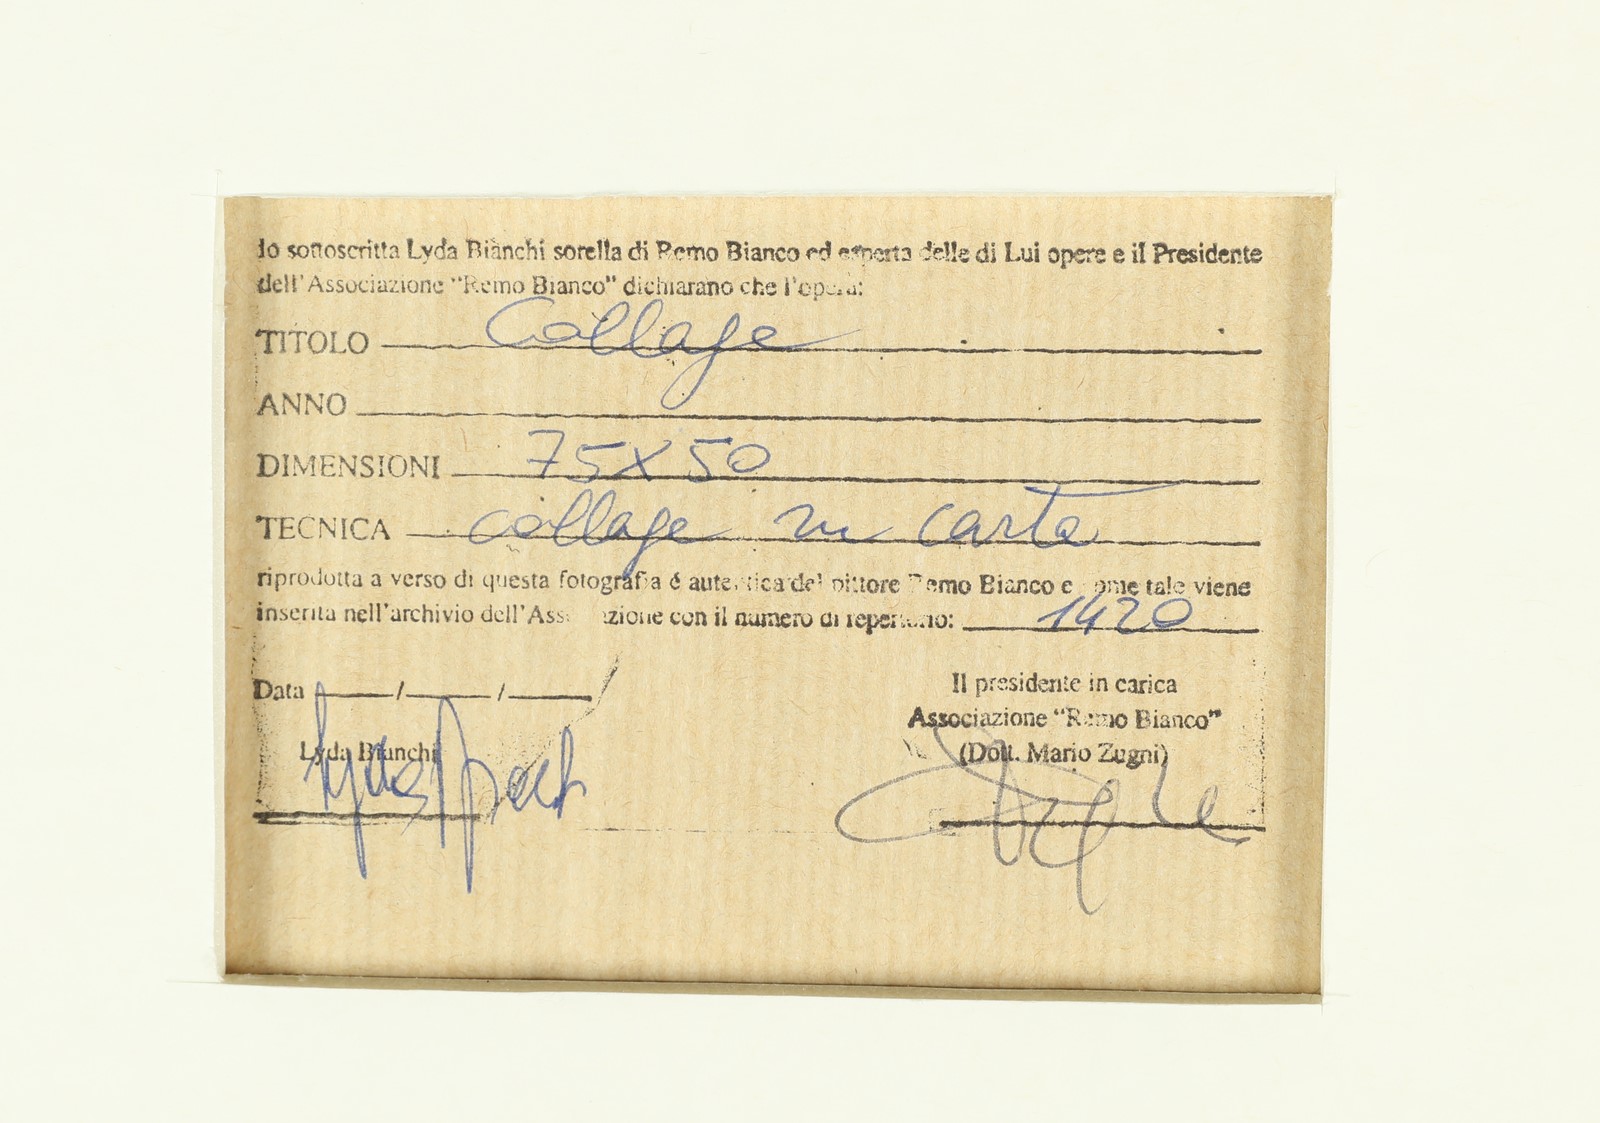 Io sottoscritta Lyda Bianchi sorella di Remo Bianco ed esperta delle di Lui opere e il Presidente
dell'Associazione "Remo Bianco" dichiarano che l'opera:
TITOLO Collage
ANNO
DIMENSIONI 75X50
TECNICA collage su carta
riprodotta a verso di questa fotografia é autentica del pittore Remo Bianco e come tale viene
inserita nell'archivio dell'Associazione con il numero di repertorio: 1420
Data / /
Il presidente in carica
Associazione "Remo Bianco"
(Dott. Mario Zugni)
Lyda Bianchi
Lyda Bianchi